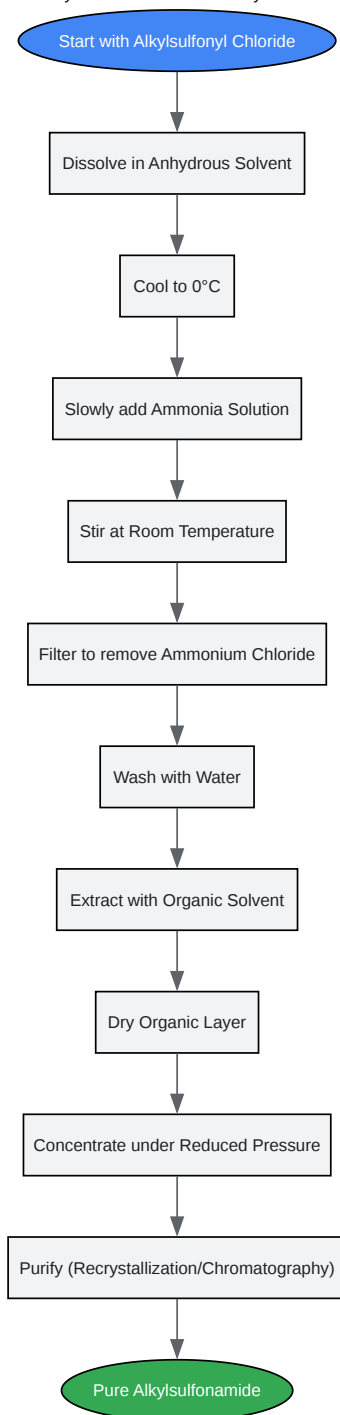 Start with Alkylsulfonyl Chloride
Dissolve in Anhydrous Solvent
Cool to 0°C
Slowly add Ammonia Solution
Stir at Room Temperature
Filter to remove Ammonium Chloride
Wash with Water
Extract with Organic Solvent
Dry Organic Layer
Concentrate under Reduced Pressure
Purify (Recrystallization/Chromatography)
Pure Alkylsulfonamide